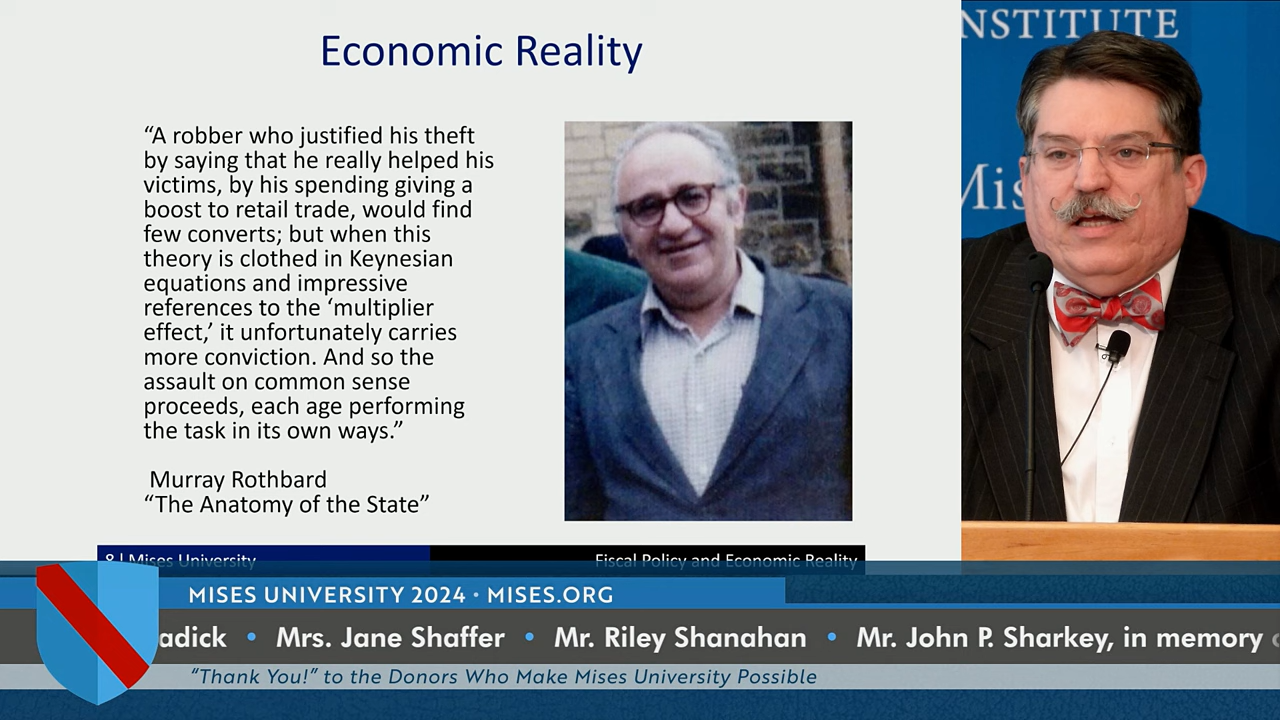 Economic Reality
“A robber who justified his theft
by saying that he really helped his
victims, by his spending giving a
boost to retail trade, would find
few converts; but when this
theory is clothed in Keynesian
equations and impressive
references to the ‘multiplier
effect,’ it unfortunately carries
more conviction. And so the
assault on common sense
proceeds, each age performing
the task in its own ways.”
Murray Rothbard
“The Anatomy of the State”
8 | Mises University
Fiscal Policy and Economic Reality
NSTITUTE
Mis
MISES UNIVERSITY 2024 • MISES.ORG
adick • Mrs. Jane Shaffer • Mr. Riley Shanahan • Mr. John P. Sharkey, in memory
“Thank You!” to the Donors Who Make Mises University Possible